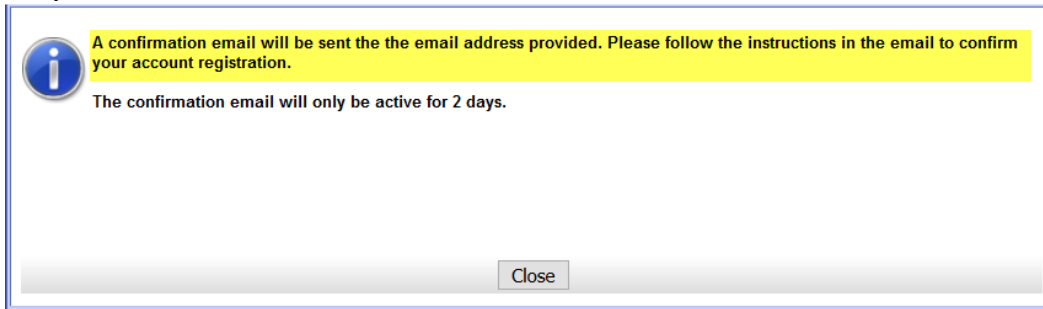 A confirmation email will be sent the the email address provided. Please follow the instructions in the email to confirm
your account registration.
The confirmation email will only be active for 2 days.
Close